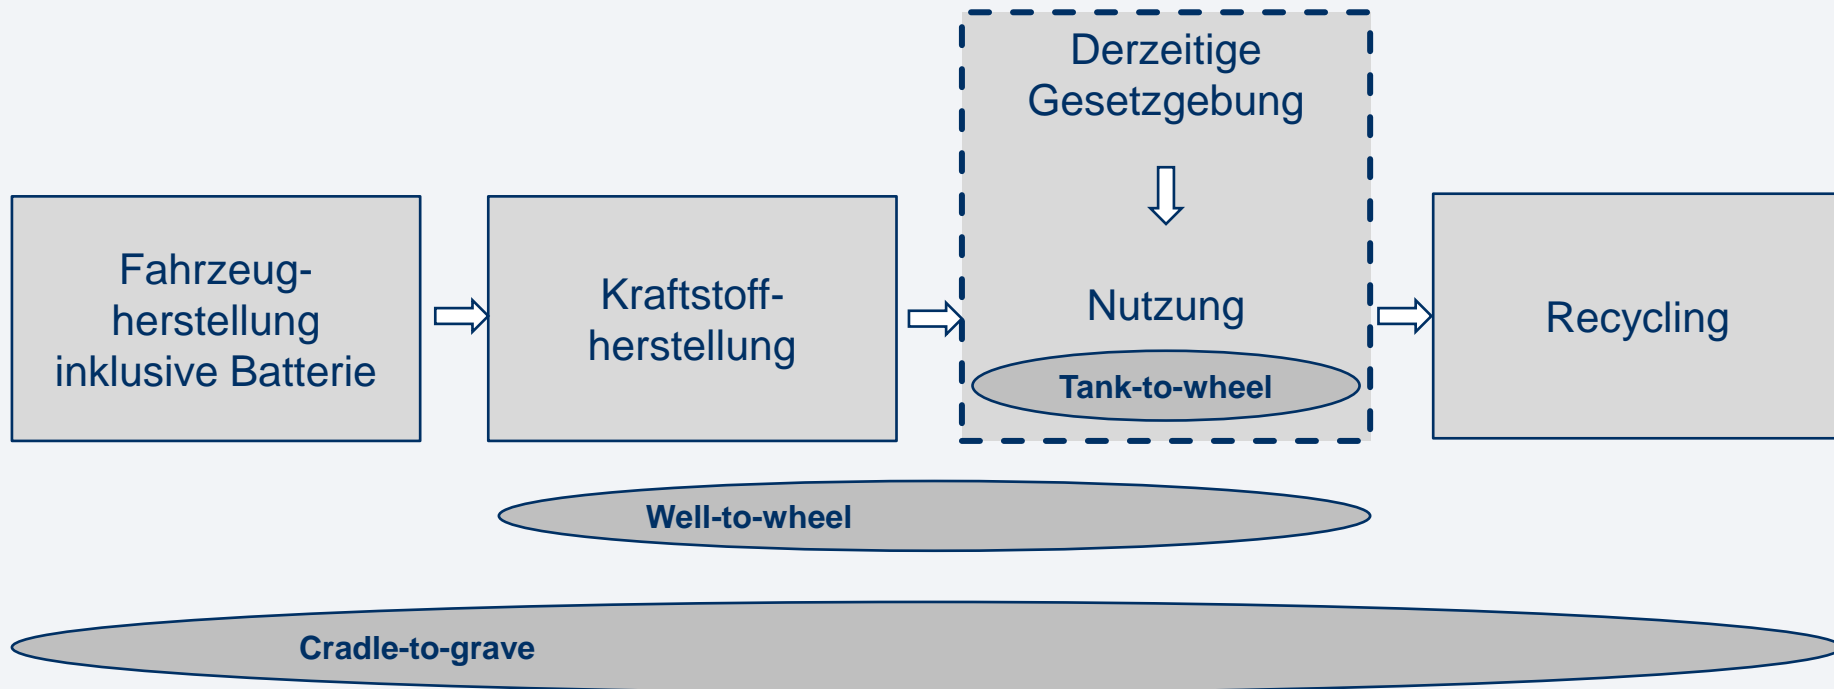 Derzeitige
Gesetzgebung
Fahrzeug-
herstellung
inklusive Batterie
Kraftstoff-
herstellung
Nutzung
Tank-to-wheel
Recycling
Well-to-wheel
Cradle-to-grave